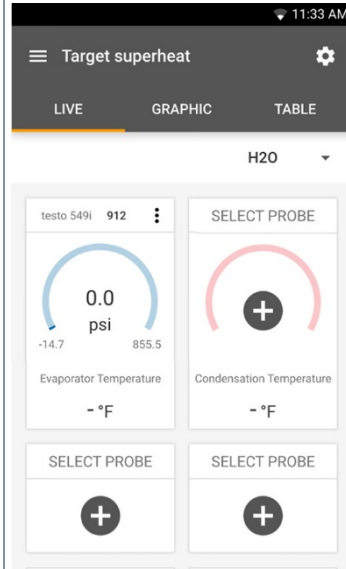 11:33 AM
Target superheat
LIVE GRAPHIC TABLE
H2O
testo 549i 912 SELECT PROBE
0.0
psi
-14.7 855.5
Evaporator Temperature Condensation Temperature
- °F - °F
SELECT PROBE SELECT PROBE